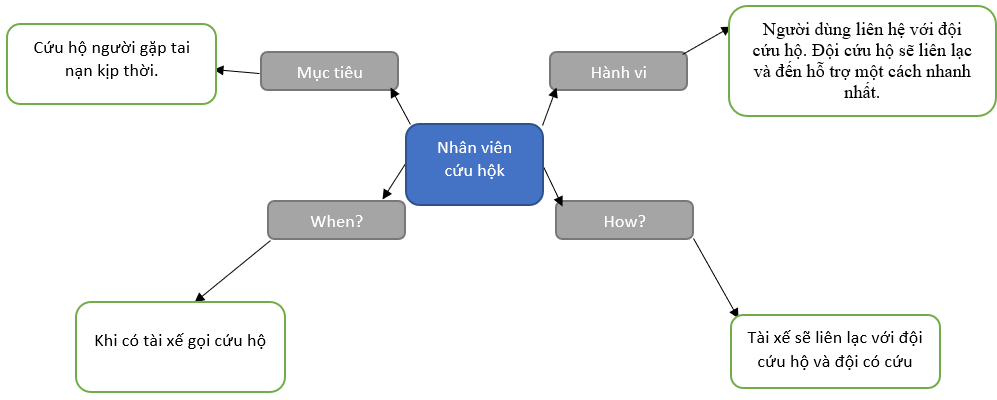 Cứu hộ người gặp tai
nạn kịp thời.
Mục tiêu
Hành vi
Người dùng liên hệ với đội
cứu hộ. Đội cứu hộ sẽ liên lạc
và đến hỗ trợ một cách nhanh
nhất.
Nhân viên
cứu hộk
When?
How?
Khi có tài xế gọi cứu hộ
Tài xế sẽ liên lạc với đội
cứu hộ và đội có cứu